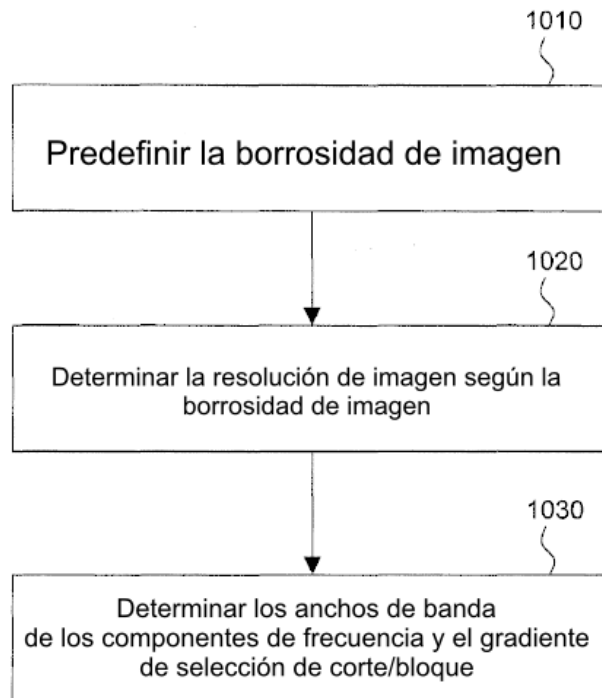 1010
Predefinir la borrosidad de imagen
1020
Determinar la resolución de imagen según la
borrosidad de imagen
1030
Determinar los anchos de banda
de los componentes de frecuencia y el gradiente
de selección de corte/bloque